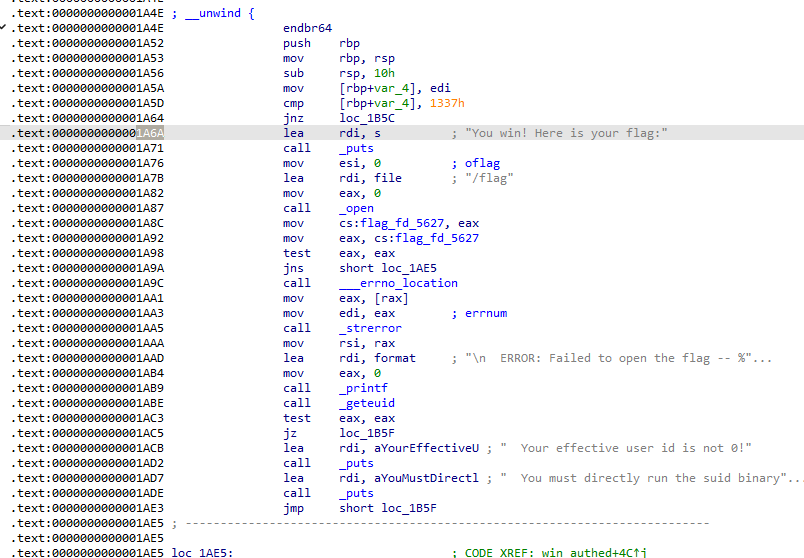 .text:0000000000001A4E ; __unwind {
.text:0000000000001A4E endbr64
.text:0000000000001A52 push rbp
.text:0000000000001A53 mov rbp, rsp
.text:0000000000001A56 sub rsp, 10h
.text:0000000000001A5A mov [rbp+var_4], edi
.text:0000000000001A5D cmp [rbp+var_4], 1337h
.text:0000000000001A64 jnz loc_1B5C
.text:0000000000001A6A lea rdi, s ; "You win! Here is your flag:"
.text:0000000000001A71 call _puts
.text:0000000000001A76 mov esi, 0 ; oflag
.text:0000000000001A7B lea rdi, file ; "/flag"
.text:0000000000001A82 mov eax, 0
.text:0000000000001A87 call _open
.text:0000000000001A8C mov cs:flag_fd_5627, eax
.text:0000000000001A92 mov eax, cs:flag_fd_5627
.text:0000000000001A98 test eax, eax
.text:0000000000001A9A jns short loc_1AE5
.text:0000000000001A9C call ___errno_location
.text:0000000000001AA1 mov eax, [rax]
.text:0000000000001AA3 mov edi, eax ; errnum
.text:0000000000001AA5 call _strerror
.text:0000000000001AAA mov rsi, rax
.text:0000000000001AAD lea rdi, format ; "\n  ERROR: Failed to open the flag -- %"...
.text:0000000000001AB4 mov eax, 0
.text:0000000000001AB9 call _printf
.text:0000000000001ABE call _geteuid
.text:0000000000001AC3 test eax, eax
.text:0000000000001AC5 jz loc_1B5F
.text:0000000000001ACB lea rdi, aYourEffectiveU ; "  Your effective user id is not 0!"
.text:0000000000001AD2 call _puts
.text:0000000000001AD7 lea rdi, aYouMustDirectl ; "  You must directly run the suid binary"...
.text:0000000000001ADE call _puts
.text:0000000000001AE3 jmp short loc_1B5F
.text:0000000000001AE5 ; ---------------------------------------------------------------------------
.text:0000000000001AE5
.text:0000000000001AE5 loc_1AE5: ; CODE XREF: win_authed+4C↑j